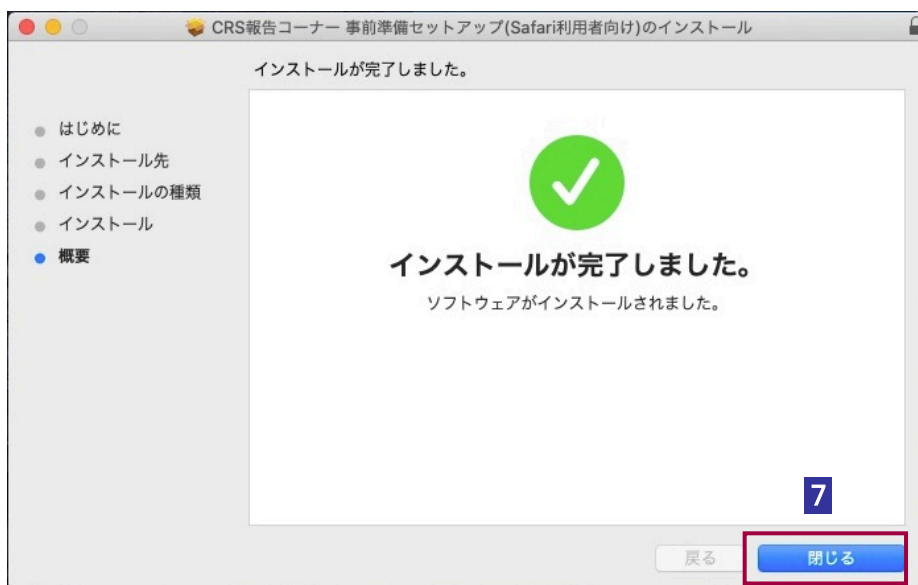 CRS報告コーナー 事前準備セットアップ(Safari利用者向け)のインストール
インストールが完了しました。
はじめに
インストール先
インストールの種類
インストール
概要
インストールが完了しました。
ソフトウェアがインストールされました。
7
戻る
閉じる